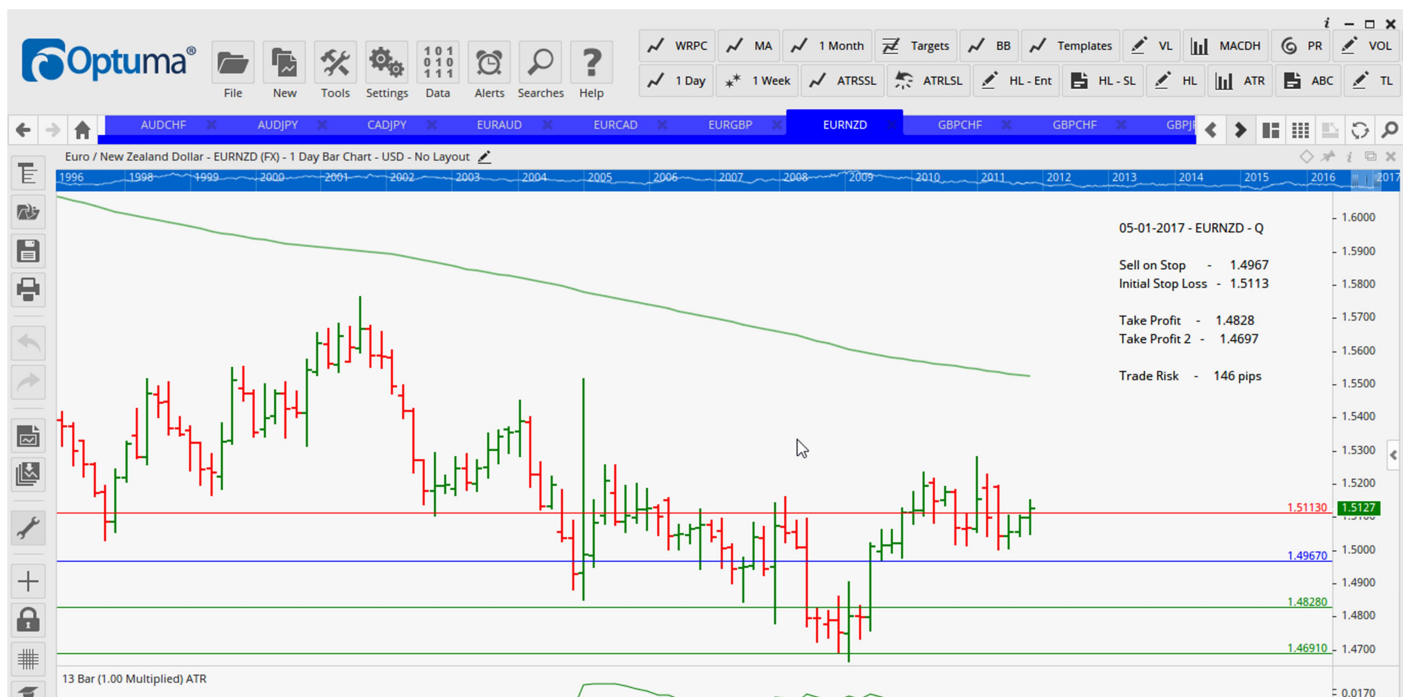 i
Optuma®
WRPC MA 1 Month Targets BB Templates VL MACDH PR VOL
1 Day 1 Week ATRSSL ATRLSL HL - Ent HL - SL HL ATR ABC TL
101
010
111
File New Tools Settings Data Alerts Searches Help
AUDCHF AUDJPY CADJPY EURAUD EURCAD EURGBP EURNZD GBPCHF GBPCHF
Euro / New Zealand Dollar - EURNZD (FX) - 1 Day Bar Chart - USD - No Layout
1996 1998 1999 2000 2001 2002 2003 2004 2005 2006 2007 2008 2009 2010 2011 2012 2013 2014 2015 2016 2017
1.6000
05-01-2017 - EURNZD - Q
1.5900
Sell on Stop - 1.4967
Initial Stop Loss - 1.5113
1.5800
Take Profit - 1.4828
1.5700
Take Profit 2 - 1.4697
1.5600
Trade Risk - 146 pips
1.5500
1.5400
1.5300
1.5200
1.51130
1.5127
1.5100
1.5000
1.49670
1.4900
1.48280
1.4800
1.46910
1.4700
13 Bar (1.00 Multiplied) ATR
0.0170